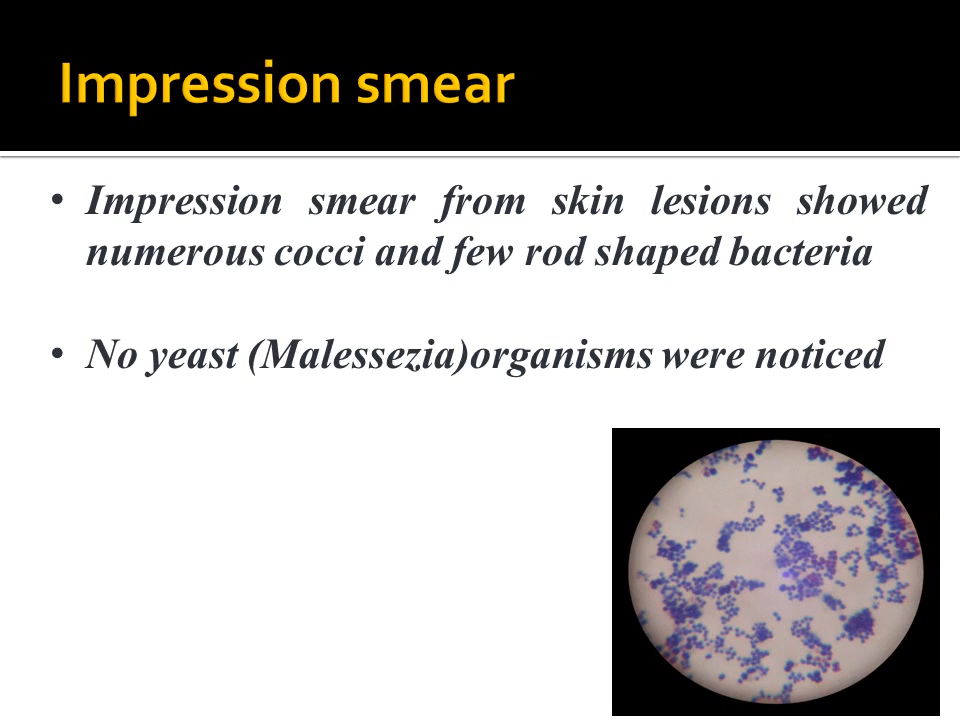 Impression smear
• Impression smear from skin lesions showed
numerous cocci and few rod shaped bacteria
• No yeast (Malessezia)organisms were noticed